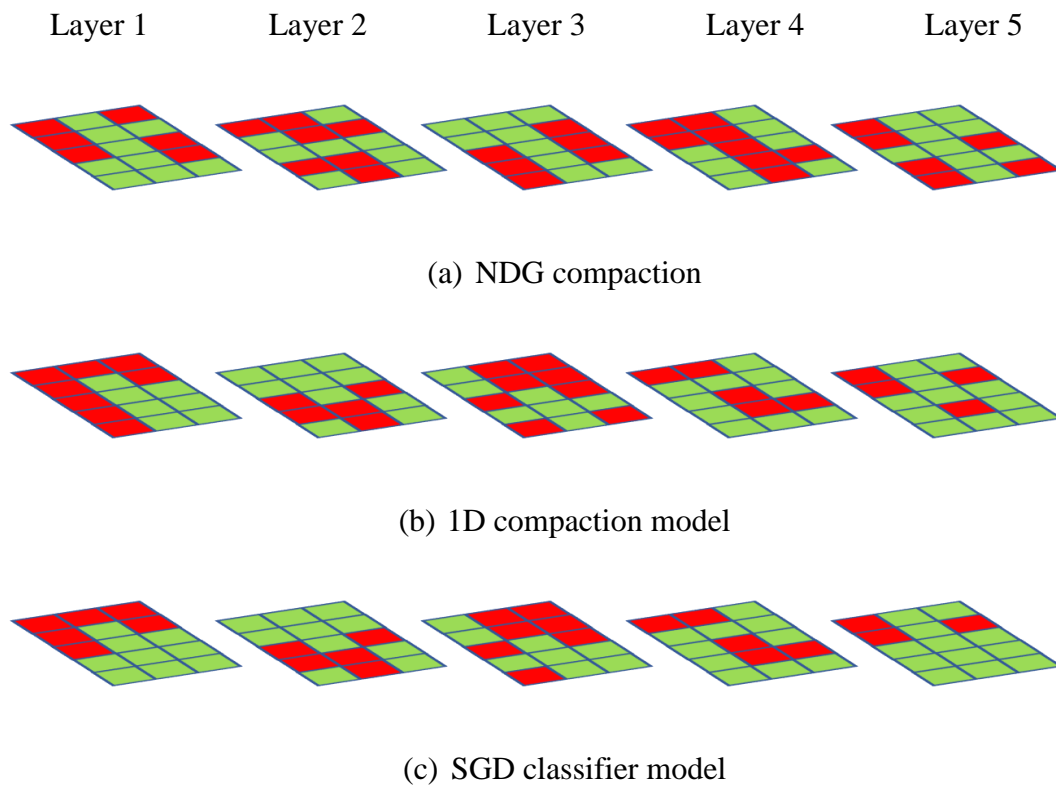 Layer 1 Layer 2 Layer 3 Layer 4 Layer 5
(a) NDG compaction
(b) 1D compaction model
(c) SGD classifier model